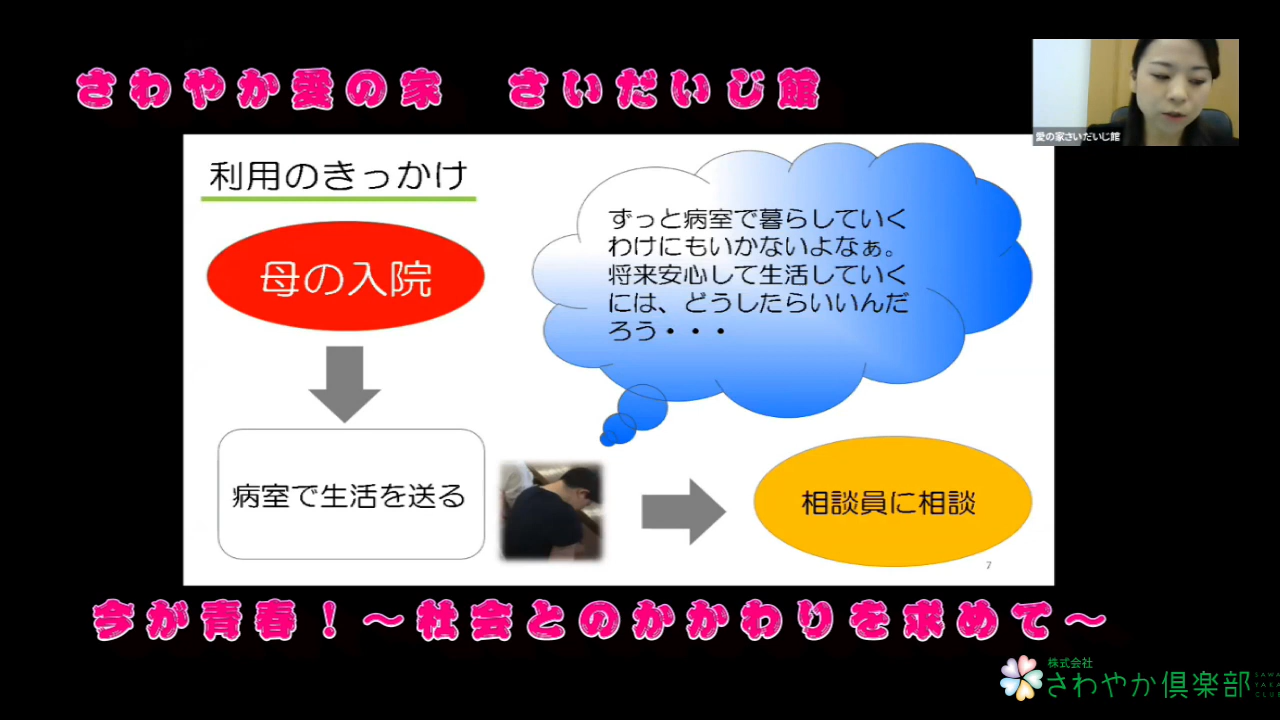 さわやか愛の家 さいだいじ館
愛の家さいだいじ館
利用のきっかけ
母の入院
ずっと病室で暮らしていく
わけにもいかないよなぁ。
将来安心して生活していく
には、どうしたらいいんだ
ろう・・・
病室で生活を送る
相談員に相談
7
今が青春！～社会とのかかわりを求めて～
株式会社
さわやか倶楽部
SAWA
YAKA
CLUB